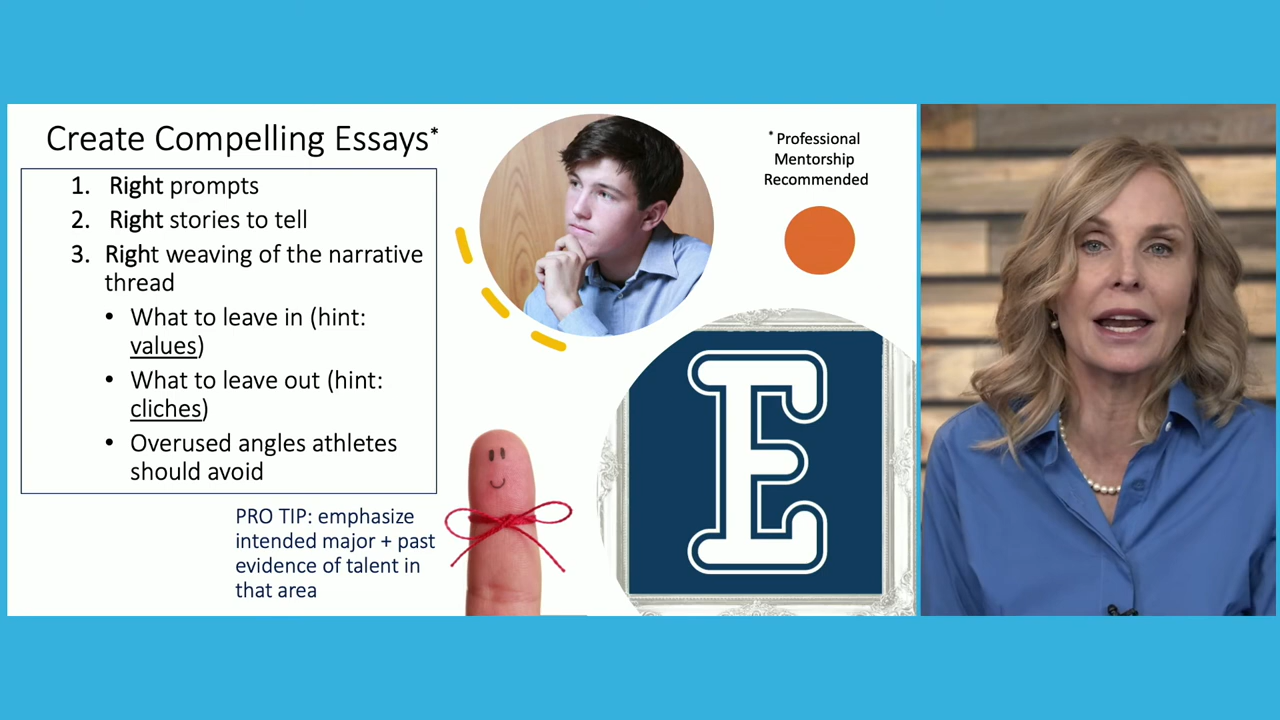 Create Compelling Essays*
1. Right prompts
2. Right stories to tell
3. Right weaving of the narrative
thread
• What to leave in (hint:
values)
• What to leave out (hint:
cliches)
• Overused angles athletes
should avoid
PRO TIP: emphasize
intended major + past
evidence of talent in
that area
* Professional
Mentorship
Recommended
E